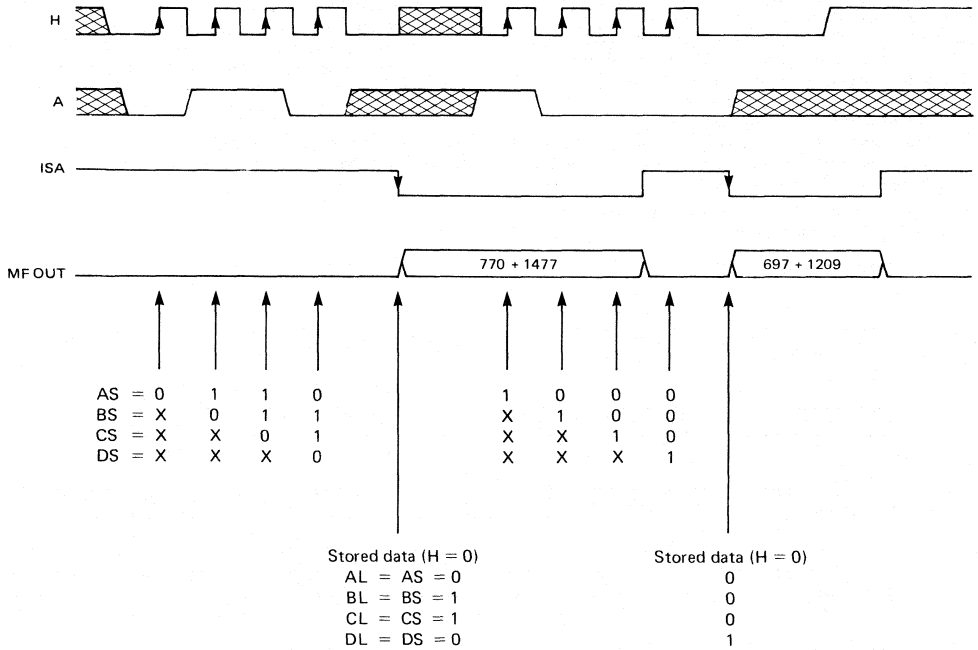 H
A
ISA
MF OUT
770 + 1477
697 + 1209
AS = 0 1 1 0 1 0 0 0
BS = X 0 1 1 X 1 0 0
CS = X X 0 1 X X 1 0
DS = X X X 0 X X X 1
Stored data (H = 0) Stored data (H = 0)
AL = AS = 0 0
BL = BS = 1 0
CL = CS = 1 0
DL = DS = 0 1